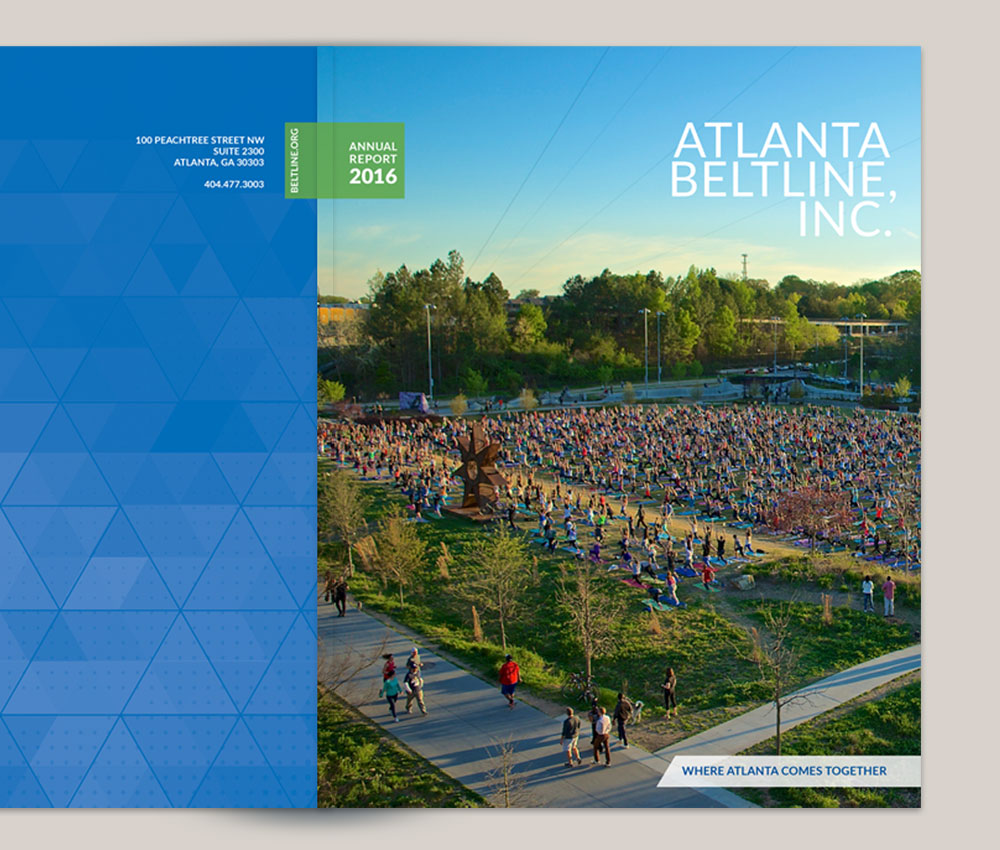 100 PEACHTREE STREET NW
SUITE 2300
ATLANTA, GA 30303
404.477.3003
BELTLINE.ORG
ANNUAL
REPORT
2016
ATLANTA
BELTLINE,
INC.
WHERE ATLANTA COMES TOGETHER